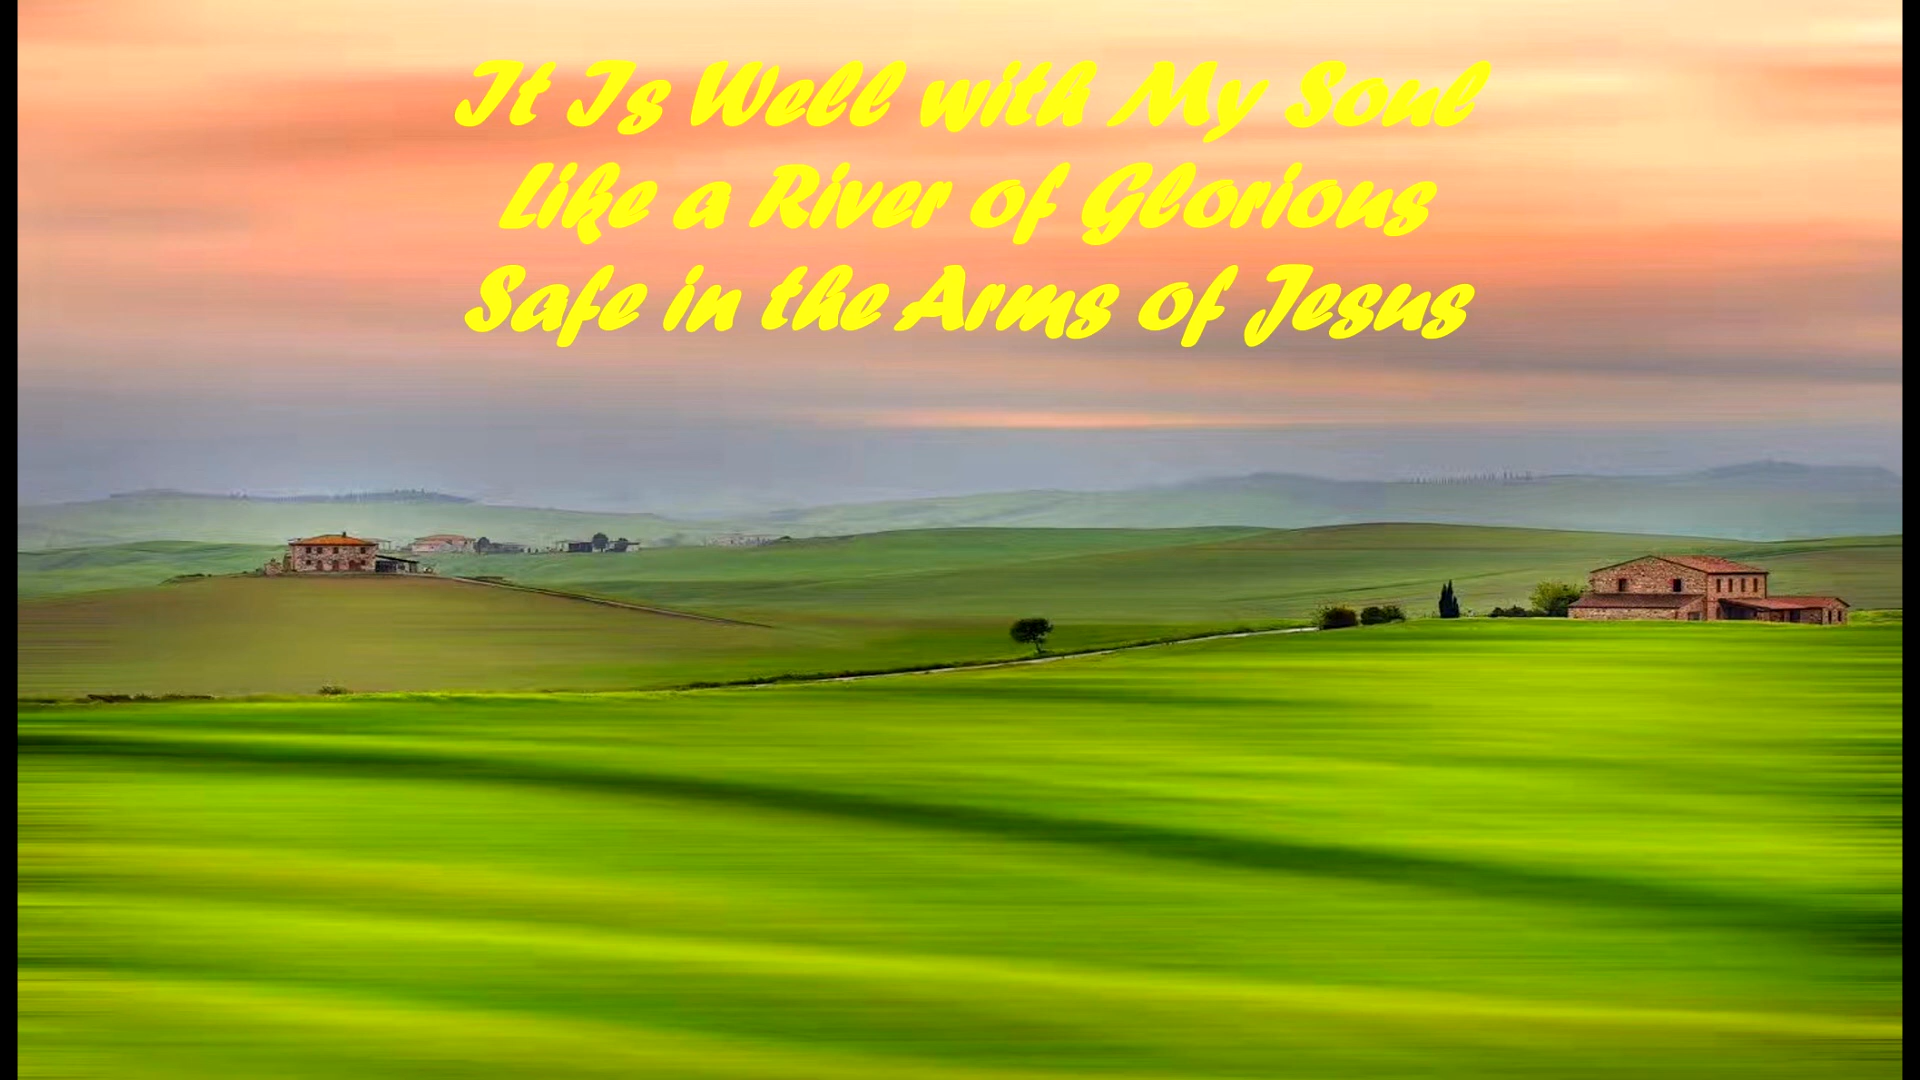 It Is Well with My Soul
Like a River of Glorious
Safe in the Arms of Jesus